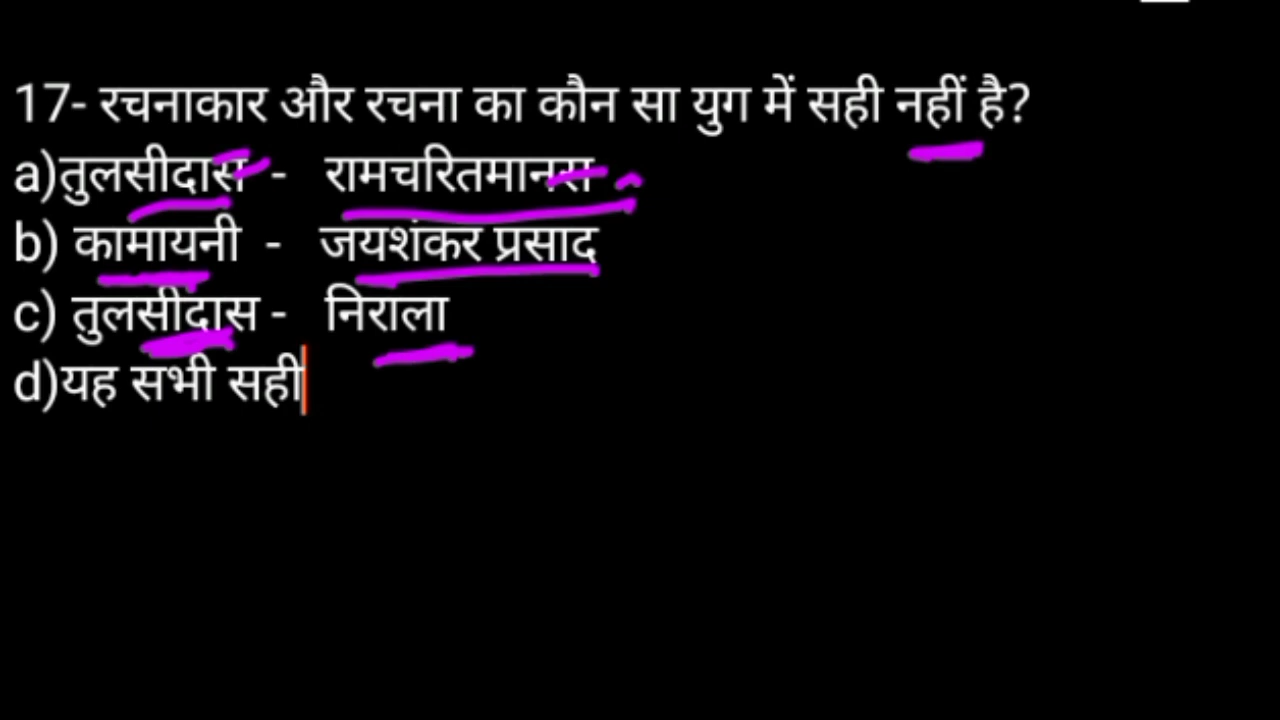 17- रचनाकार और रचना का कौन सा युग में सही नहीं है?
a)तुलसीदास - रामचरितमानस
b) कामायनी - जयशंकर प्रसाद
c) तुलसीदास - निराला
d)यह सभी सही